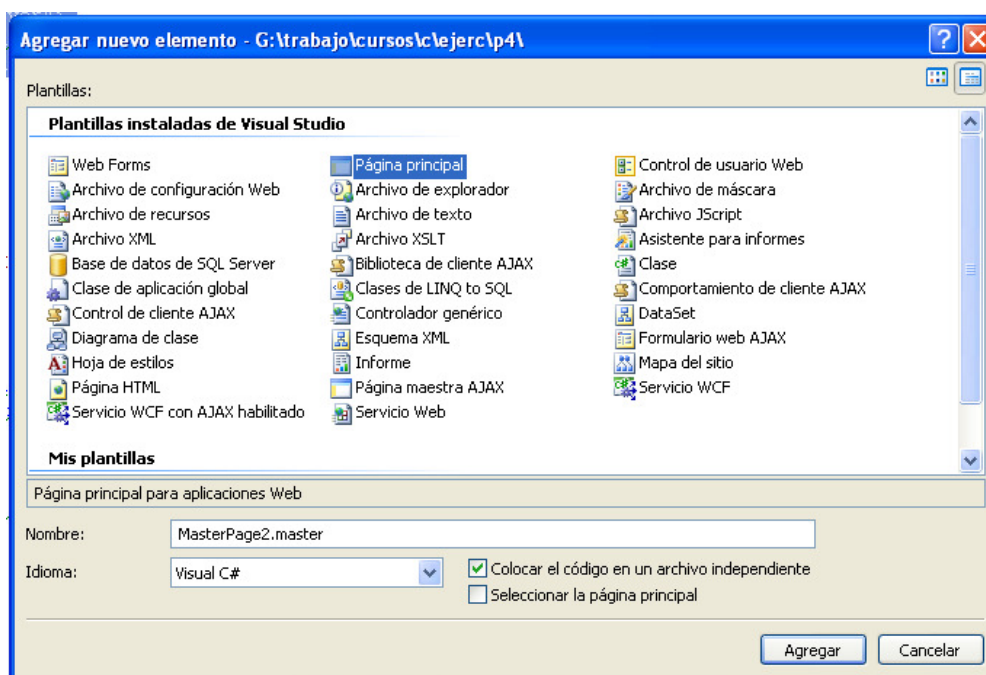 Agregar nuevo elemento - G:\trabajo\cursos\c\ejerc\p4\
Plantillas:
Plantillas instaladas de Visual Studio
Web Forms Página principal Control de usuario Web
Archivo de configuración Web Archivo de explorador Archivo de máscara
Archivo de recursos Archivo de texto Archivo JScript
Archivo XML Archivo XSLT Asistente para informes
Base de datos de SQL Server Biblioteca de cliente AJAX Clase
Clase de aplicación global Clases de LINQ to SQL Comportamiento de cliente AJAX
Control de cliente AJAX Controlador genérico DataSet
Diagrama de clase Esquema XML Formulario web AJAX
Hoja de estilos Informe Mapa del sitio
Página HTML Página maestra AJAX Servicio WCF
Servicio WCF con AJAX habilitado Servicio Web
Mis plantillas
Página principal para aplicaciones Web
Nombre: MasterPage2.master
Idioma: Visual C# Colocar el código en un archivo independiente
Seleccionar la página principal
Agregar Cancelar